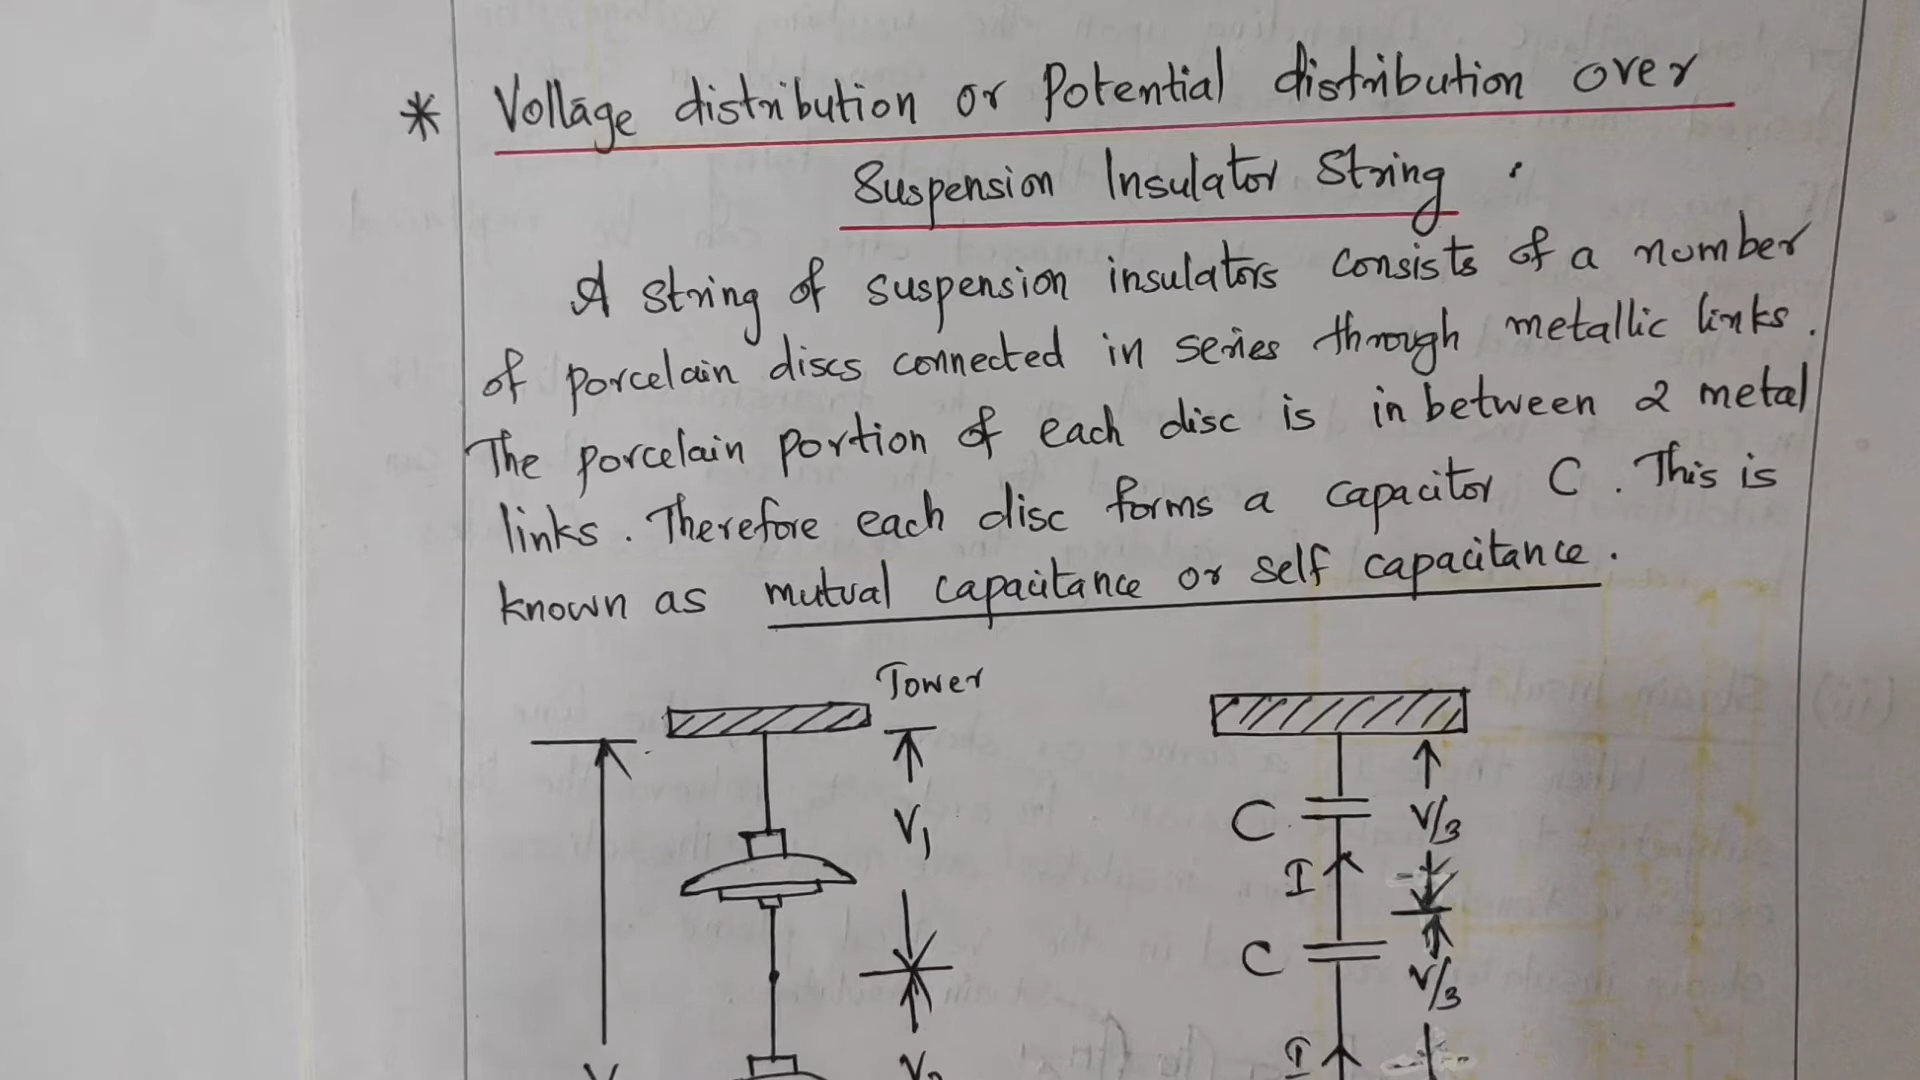 * Voltage distribution or Potential distribution over
Suspension Insulator String :
A string of suspension insulators consists of a number
of porcelain discs connected in series through metallic links.
The porcelain portion of each disc is in between 2 metal
links. Therefore each disc forms a capacitor C. This is
known as mutual capacitance or self capacitance.
Tower
V1
C V/3
I
C V/3
I
V
V2